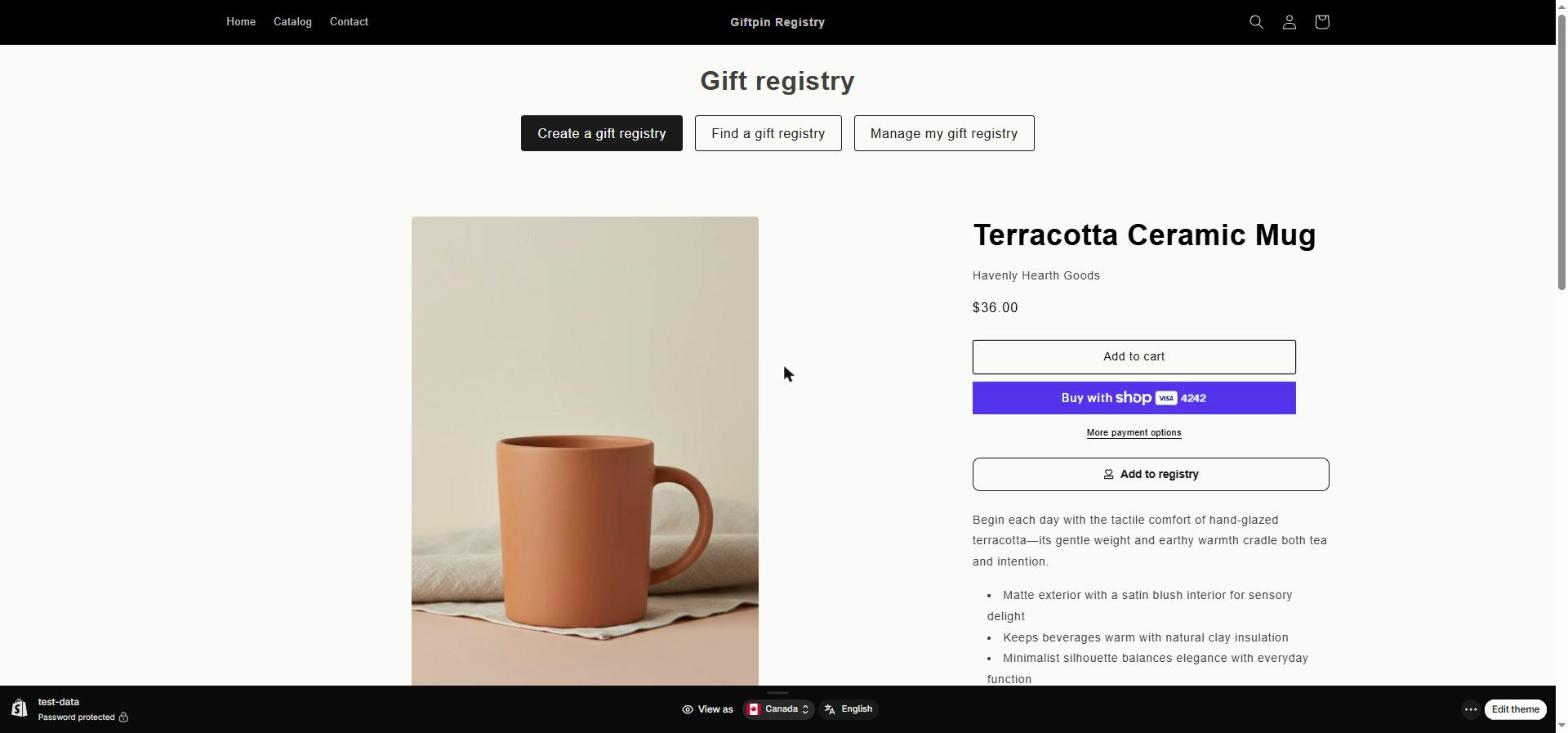 Home Catalog Contact
Giftpin Registry
Gift registry
Create a gift registry
Find a gift registry
Manage my gift registry
Terracotta Ceramic Mug
Havenly Hearth Goods
$36.00
Add to cart
Buy with shop VISA 4242
More payment options
Add to registry
Begin each day with the tactile comfort of hand-glazed
terracotta—its gentle weight and earthy warmth cradle both tea
and intention.
• Matte exterior with a satin blush interior for sensory
delight
• Keeps beverages warm with natural clay insulation
• Minimalist silhouette balances elegance with everyday
function
test-data
Password protected
View as
Canada
English
Edit theme